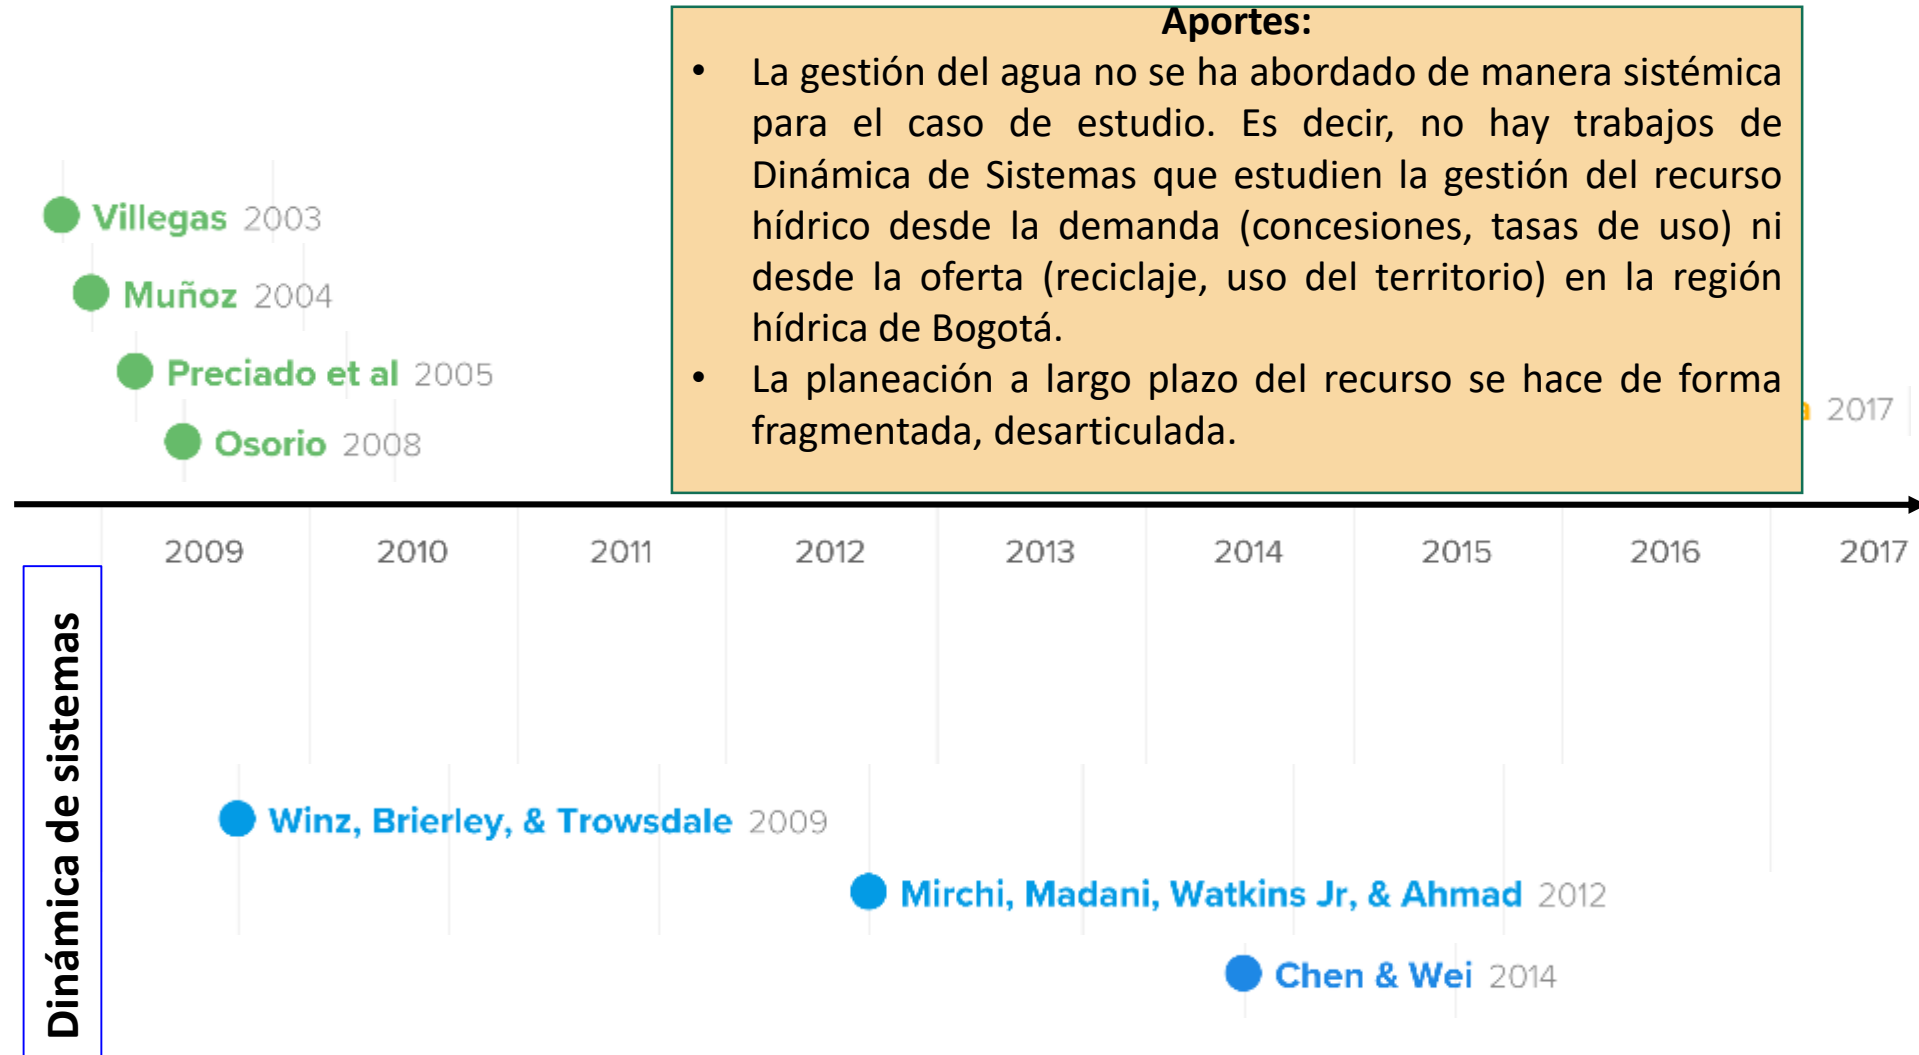 Aportes:
• La gestión del agua no se ha abordado de manera sistémica
para el caso de estudio. Es decir, no hay trabajos de
Dinámica de Sistemas que estudien la gestión del recurso
hídrico desde la demanda (concesiones, tasas de uso) ni
desde la oferta (reciclaje, uso del territorio) en la región
hídrica de Bogotá.
• La planeación a largo plazo del recurso se hace de forma
fragmentada, desarticulada.
Villegas 2003
Muñoz 2004
Preciado et al 2005
Osorio 2008
2017
2009 2010 2011 2012 2013 2014 2015 2016 2017
Dinámica de sistemas
Winz, Brierley, & Trowsdale 2009
Mirchi, Madani, Watkins Jr, & Ahmad 2012
Chen & Wei 2014